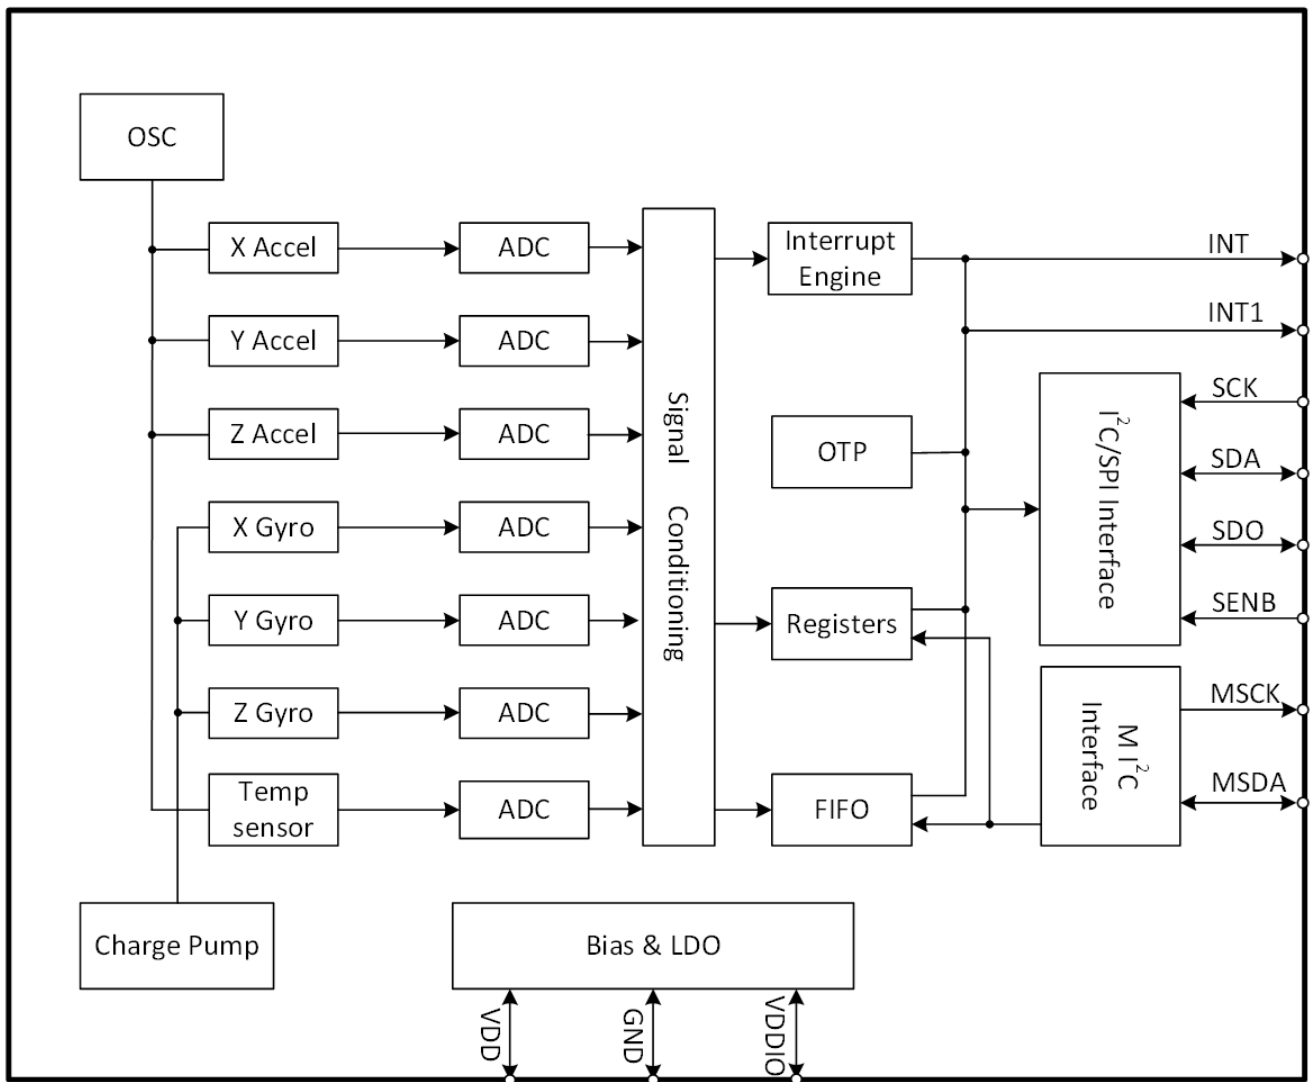 OSC
X Accel
ADC
Interrupt
Engine
INT
INT1
Y Accel
ADC
Z Accel
ADC
Signal Conditioning
OTP
I²C/SPI Interface
SCK
SDA
SDO
SENB
X Gyro
ADC
Y Gyro
ADC
Registers
Z Gyro
ADC
M I²C
Interface
MSCK
MSDA
Temp
sensor
ADC
FIFO
Charge Pump
Bias & LDO
VDD
GND
VDDIO